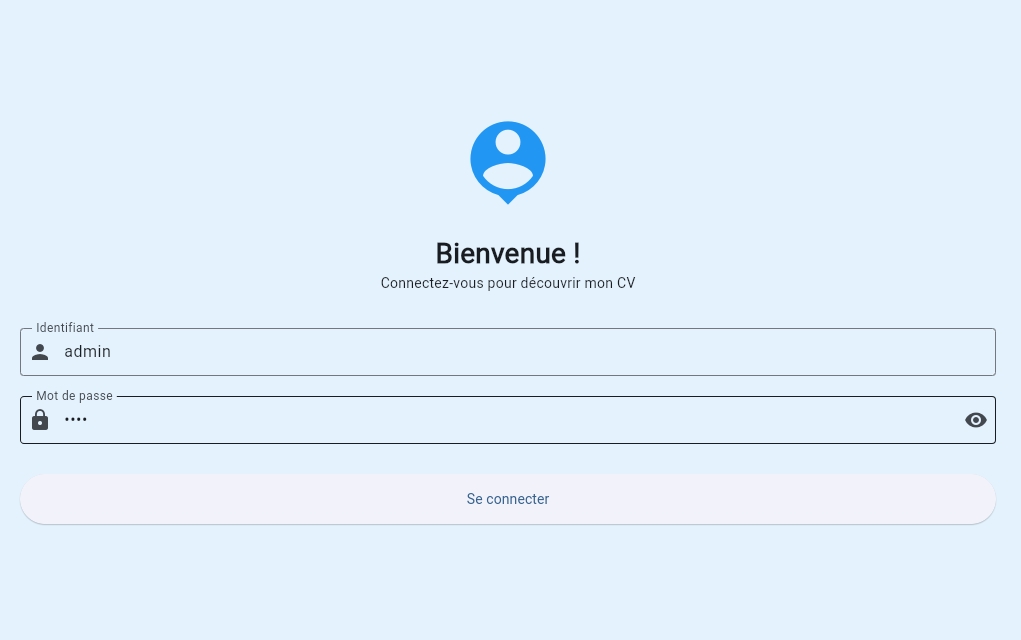 Bienvenue !
Connectez-vous pour découvrir mon CV
Identifiant
admin
Mot de passe
••••
Se connecter